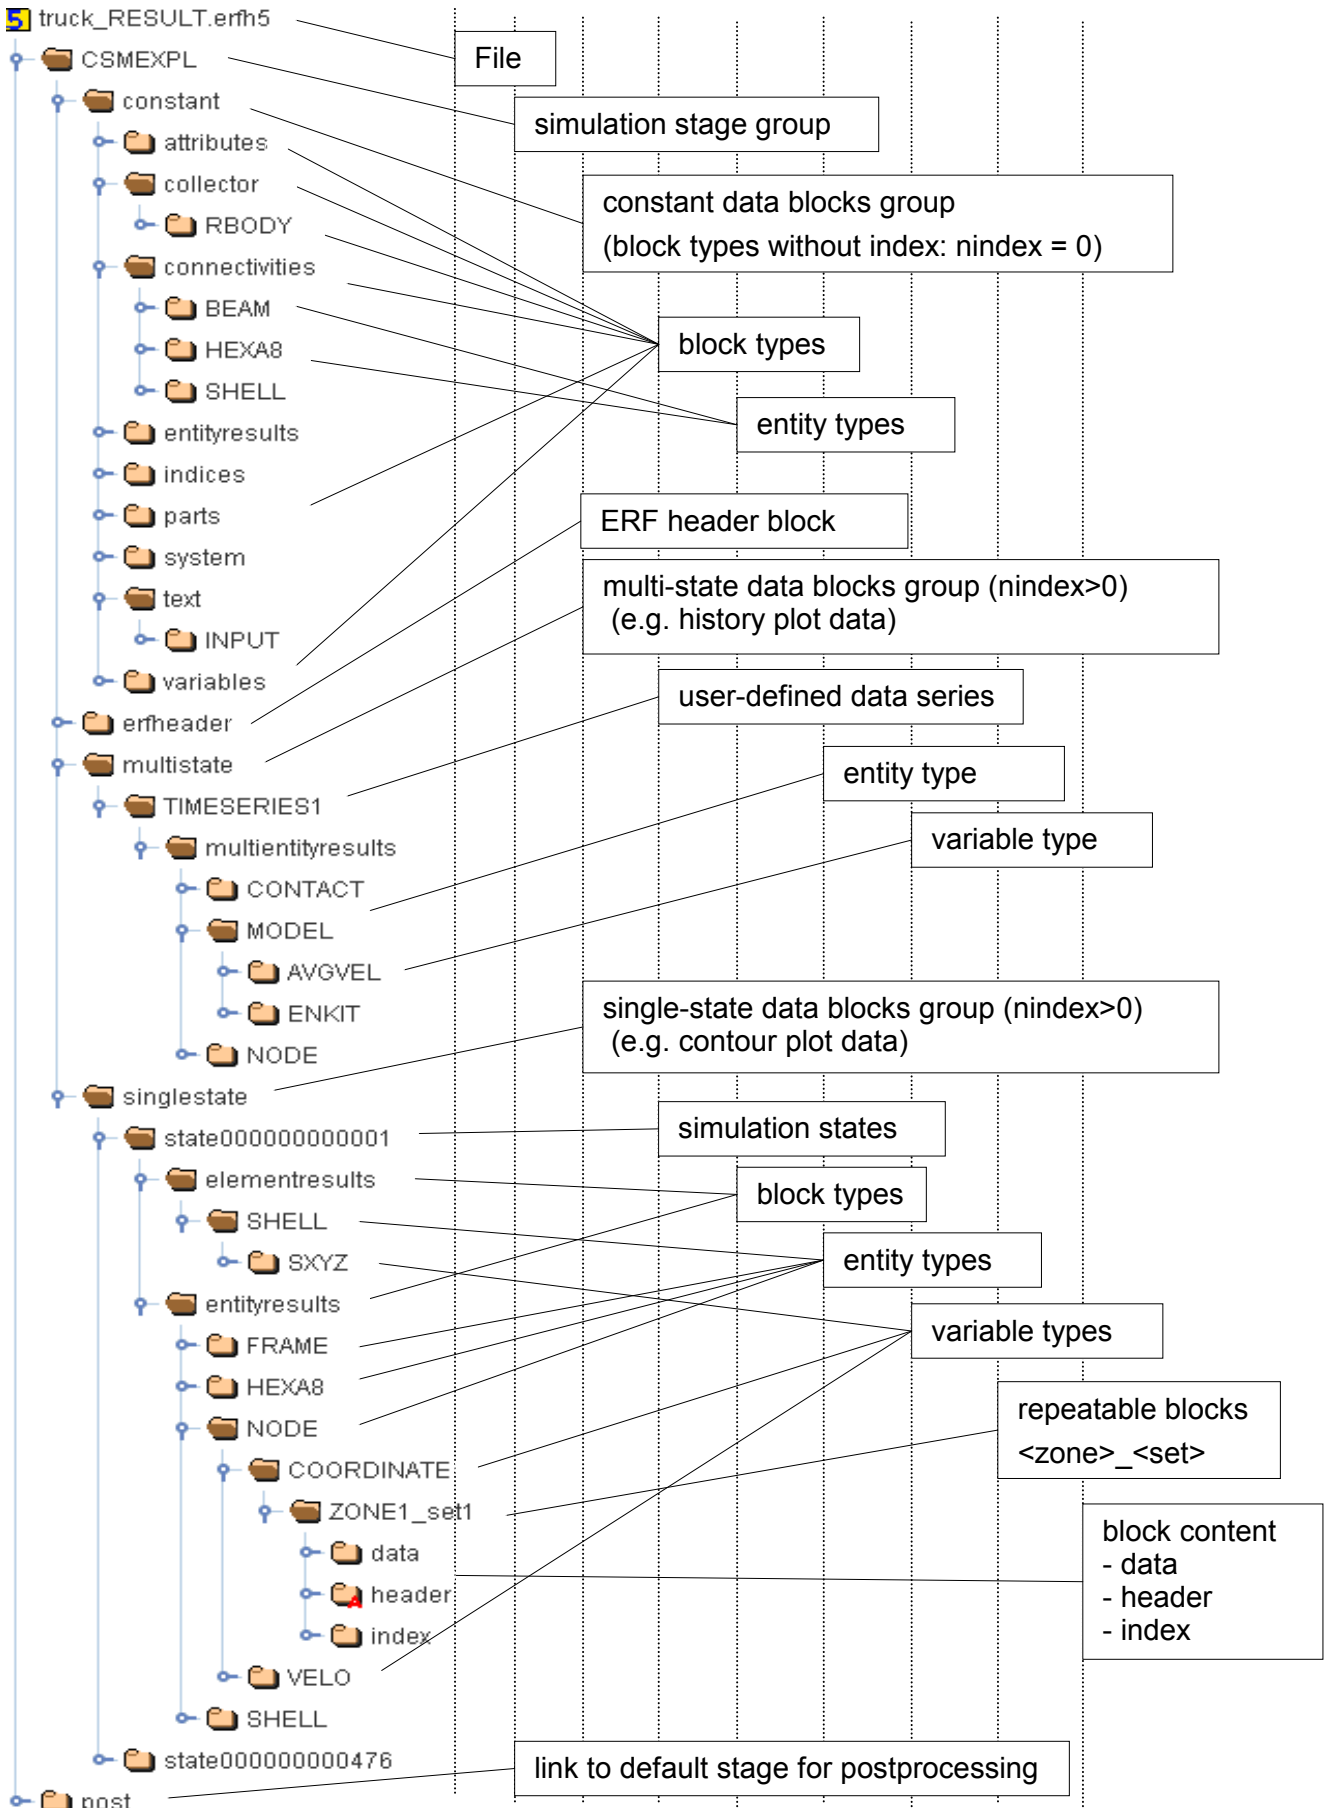 truck_RESULT.erfh5
File
CSMEXPL
constant
simulation stage group
attributes
collector
constant data blocks group
(block types without index: nindex = 0)
RBODY
connectivities
BEAM
block types
HEXA8
SHELL
entity types
entityresults
indices
parts
ERF header block
system
text
multi-state data blocks group (nindex>0)
(e.g. history plot data)
INPUT
variables
user-defined data series
erfheader
multistate
entity type
TIMESERIES1
variable type
multientityresults
CONTACT
MODEL
AVGVEL
ENKIT
single-state data blocks group (nindex>0)
(e.g. contour plot data)
NODE
singlestate
state000000000001
simulation states
elementresults
block types
SHELL
SXYZ
entity types
entityresults
variable types
FRAME
HEXA8
NODE
repeatable blocks
<zone>_<set>
COORDINATE
ZONE1_set1
block content
- data
- header
- index
data
header
index
VELO
SHELL
state000000000476
link to default stage for postprocessing
post